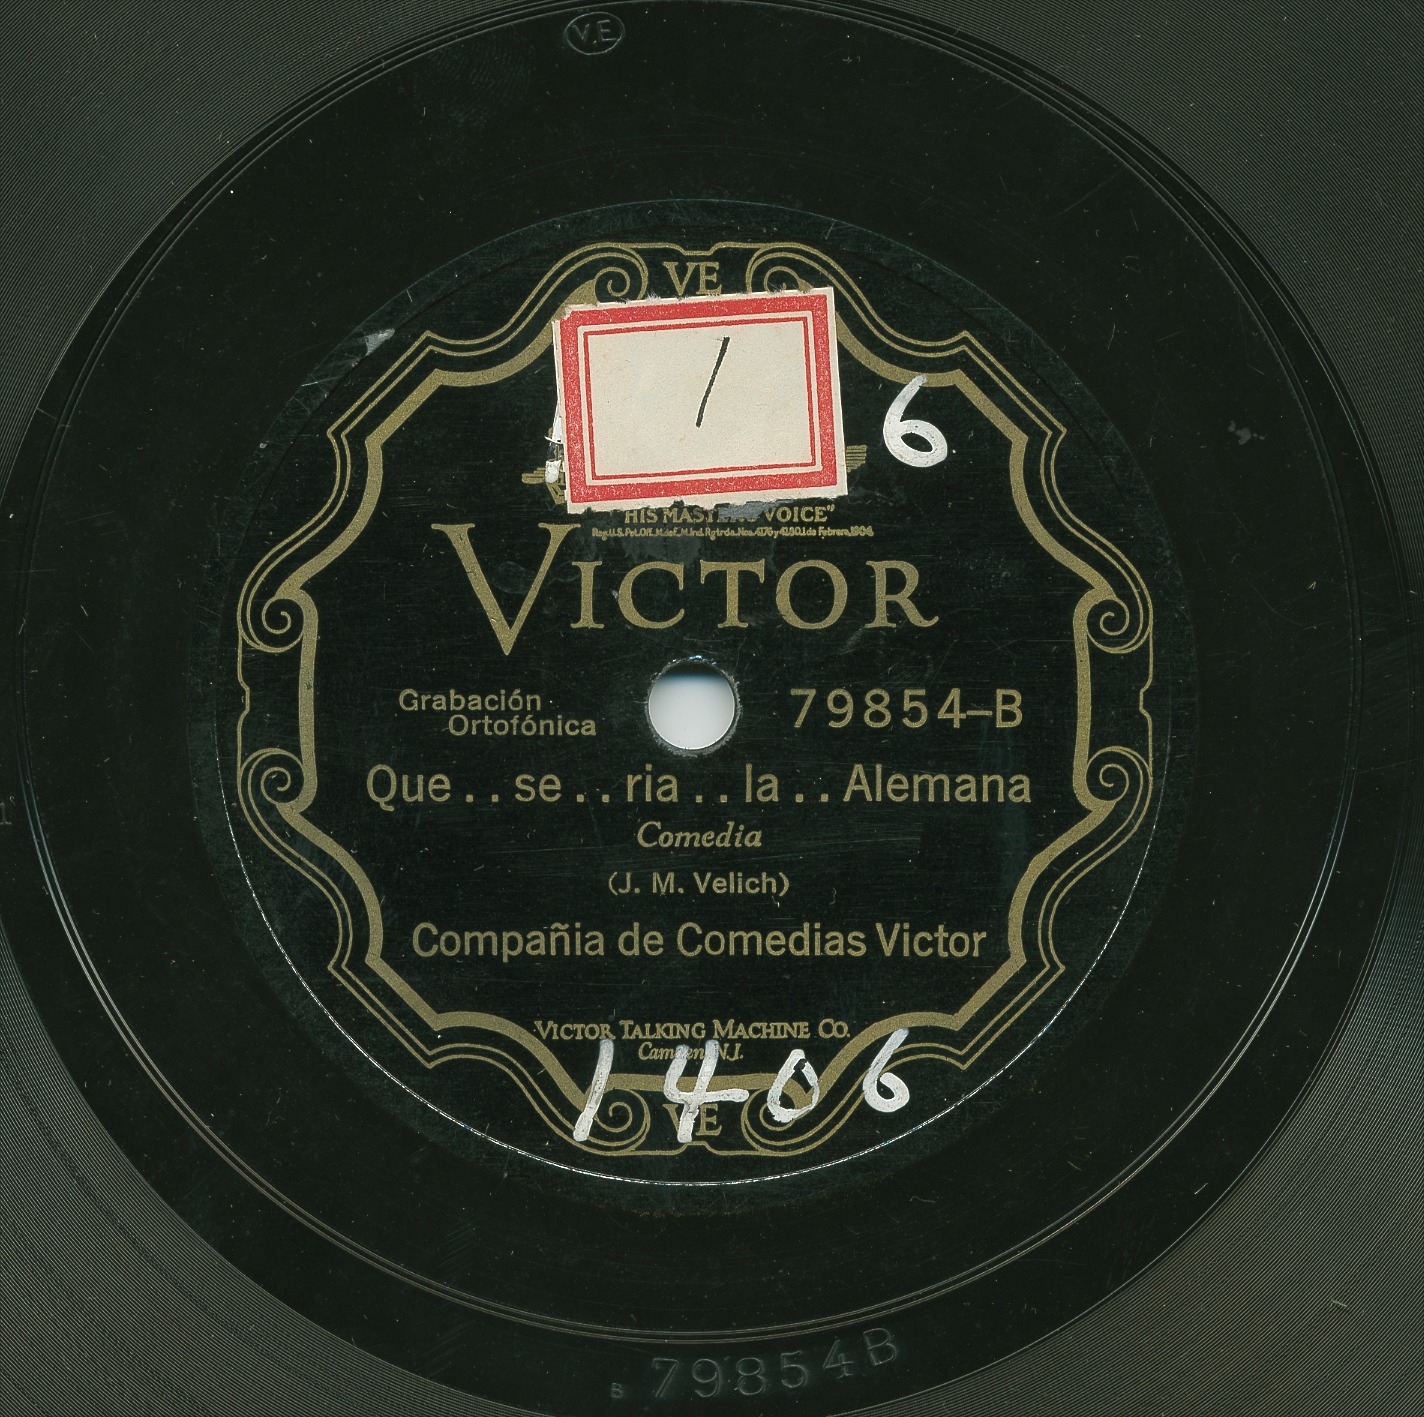 V.E
VE
1
6
"HIS MASTER'S VOICE"
VICTOR
Grabación
Ortofónica
79854-B
Que . . se . . ria . . la . . Alemana
Comedia
(J. M. Velich)
Compañia de Comedias Victor
VICTOR TALKING MACHINE CO.
Camden, N.J.
1406
VE
B 79854B